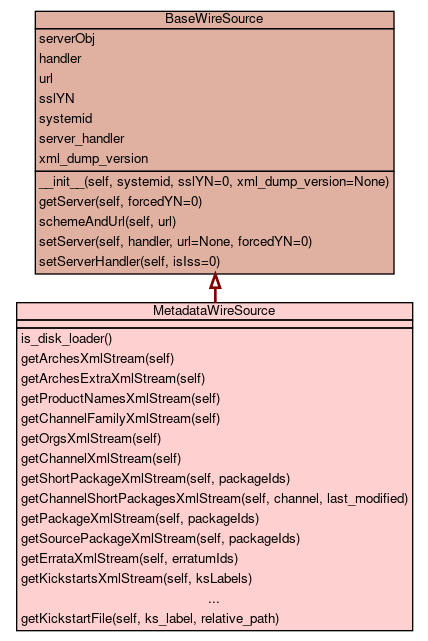 BaseWireSource
serverObj
handler
url
sslYN
systemid
server_handler
xml_dump_version
__init__(self, systemid, sslYN=0, xml_dump_version=None)
getServer(self, forcedYN=0)
schemeAndUrl(self, url)
setServer(self, handler, url=None, forcedYN=0)
setServerHandler(self, isIss=0)
MetadataWireSource
is_disk_loader()
getArchesXmlStream(self)
getArchesExtraXmlStream(self)
getProductNamesXmlStream(self)
getChannelFamilyXmlStream(self)
getOrgsXmlStream(self)
getChannelXmlStream(self)
getShortPackageXmlStream(self, packageIds)
getChannelShortPackagesXmlStream(self, channel, last_modified)
getPackageXmlStream(self, packageIds)
getSourcePackageXmlStream(self, packageIds)
getErrataXmlStream(self, erratumIds)
getKickstartsXmlStream(self, ksLabels)
...
getKickstartFile(self, ks_label, relative_path)